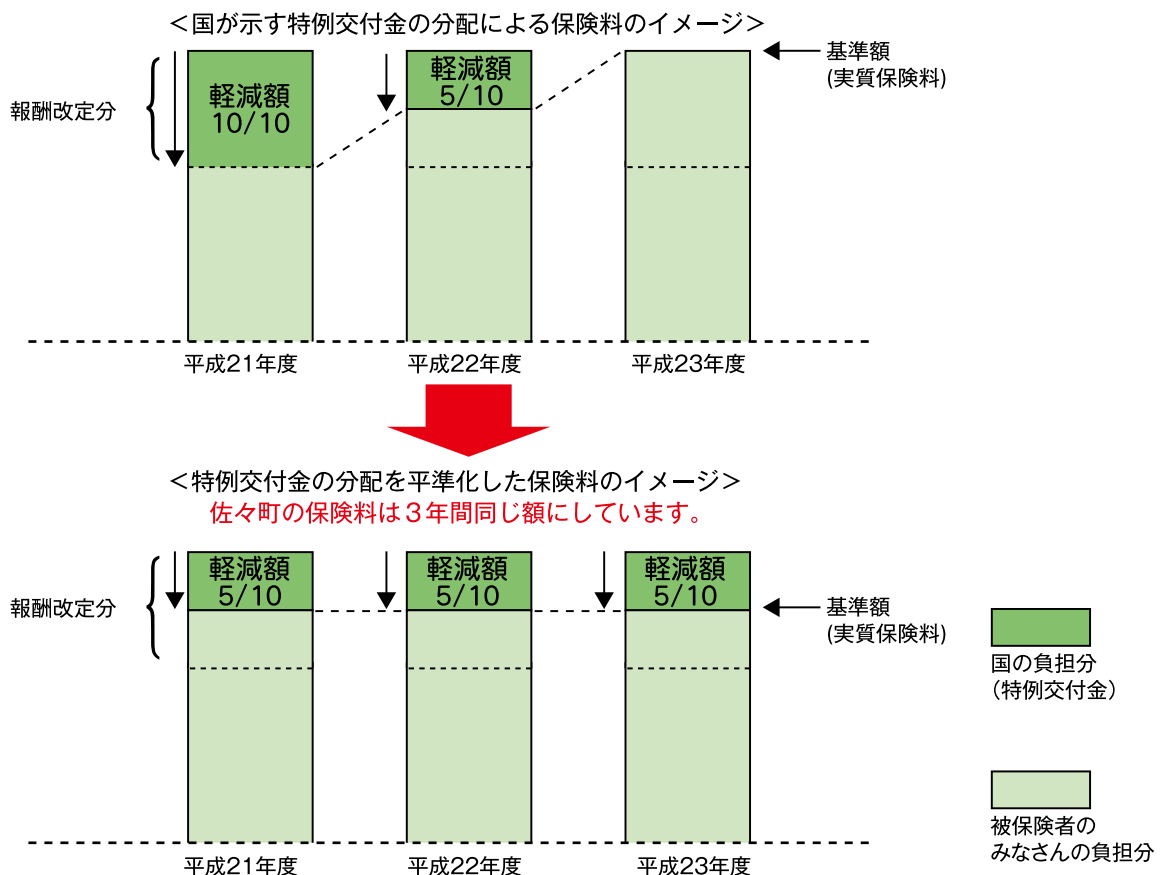 ＜国が示す特例交付金の分配による保険料のイメージ＞
報酬改定分
軽減額
10/10
軽減額
5/10
基準額
(実質保険料)
平成21年度
平成22年度
平成23年度
＜特例交付金の分配を平準化した保険料のイメージ＞
佐々町の保険料は３年間同じ額にしています。
報酬改定分
軽減額
5/10
軽減額
5/10
軽減額
5/10
基準額
(実質保険料)
平成21年度
平成22年度
平成23年度
国の負担分
（特例交付金）
被保険者の
みなさんの負担分